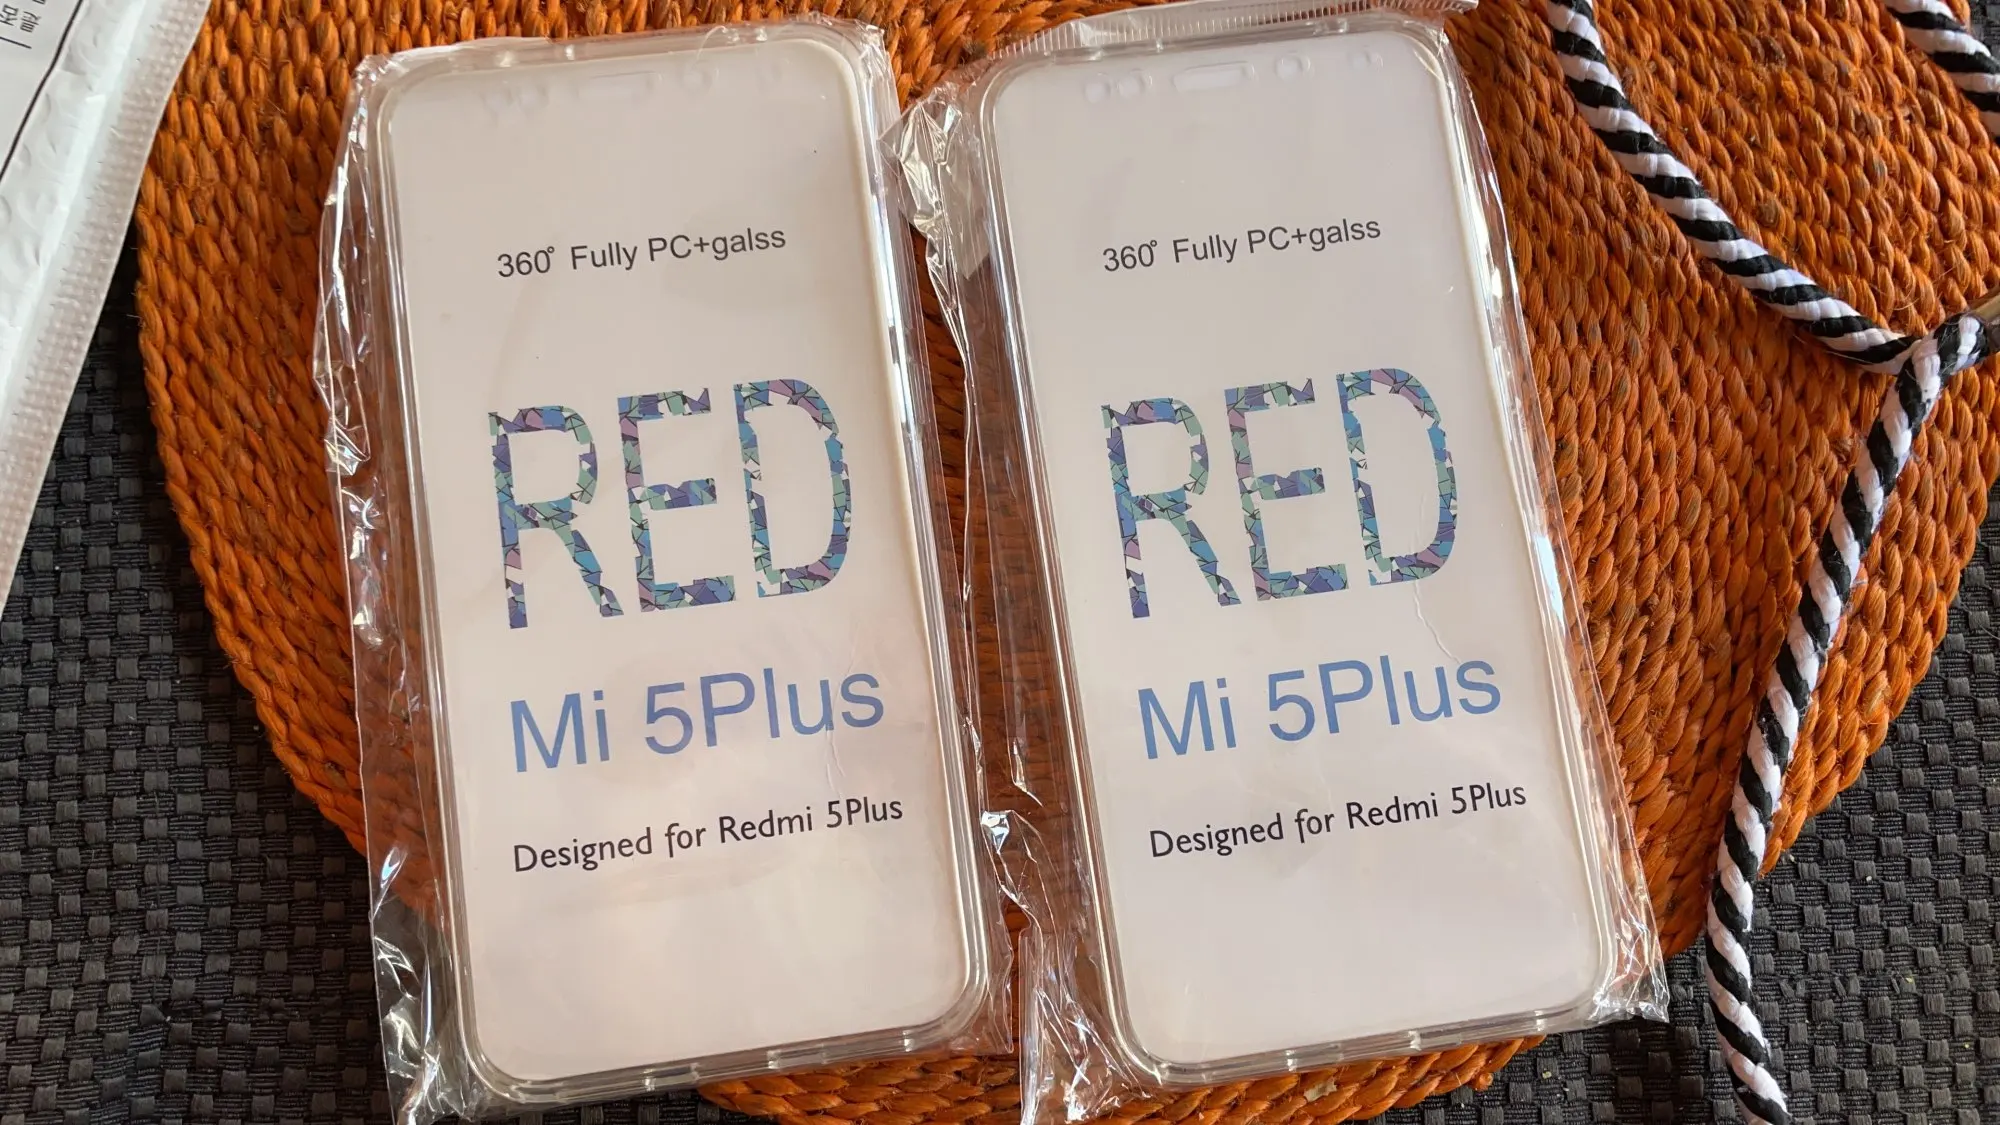 360° Fully PC+galss
RED
Mi 5Plus
Designed for Redmi 5Plus
360° Fully PC+galss
RED
Mi 5Plus
Designed for Redmi 5Plus